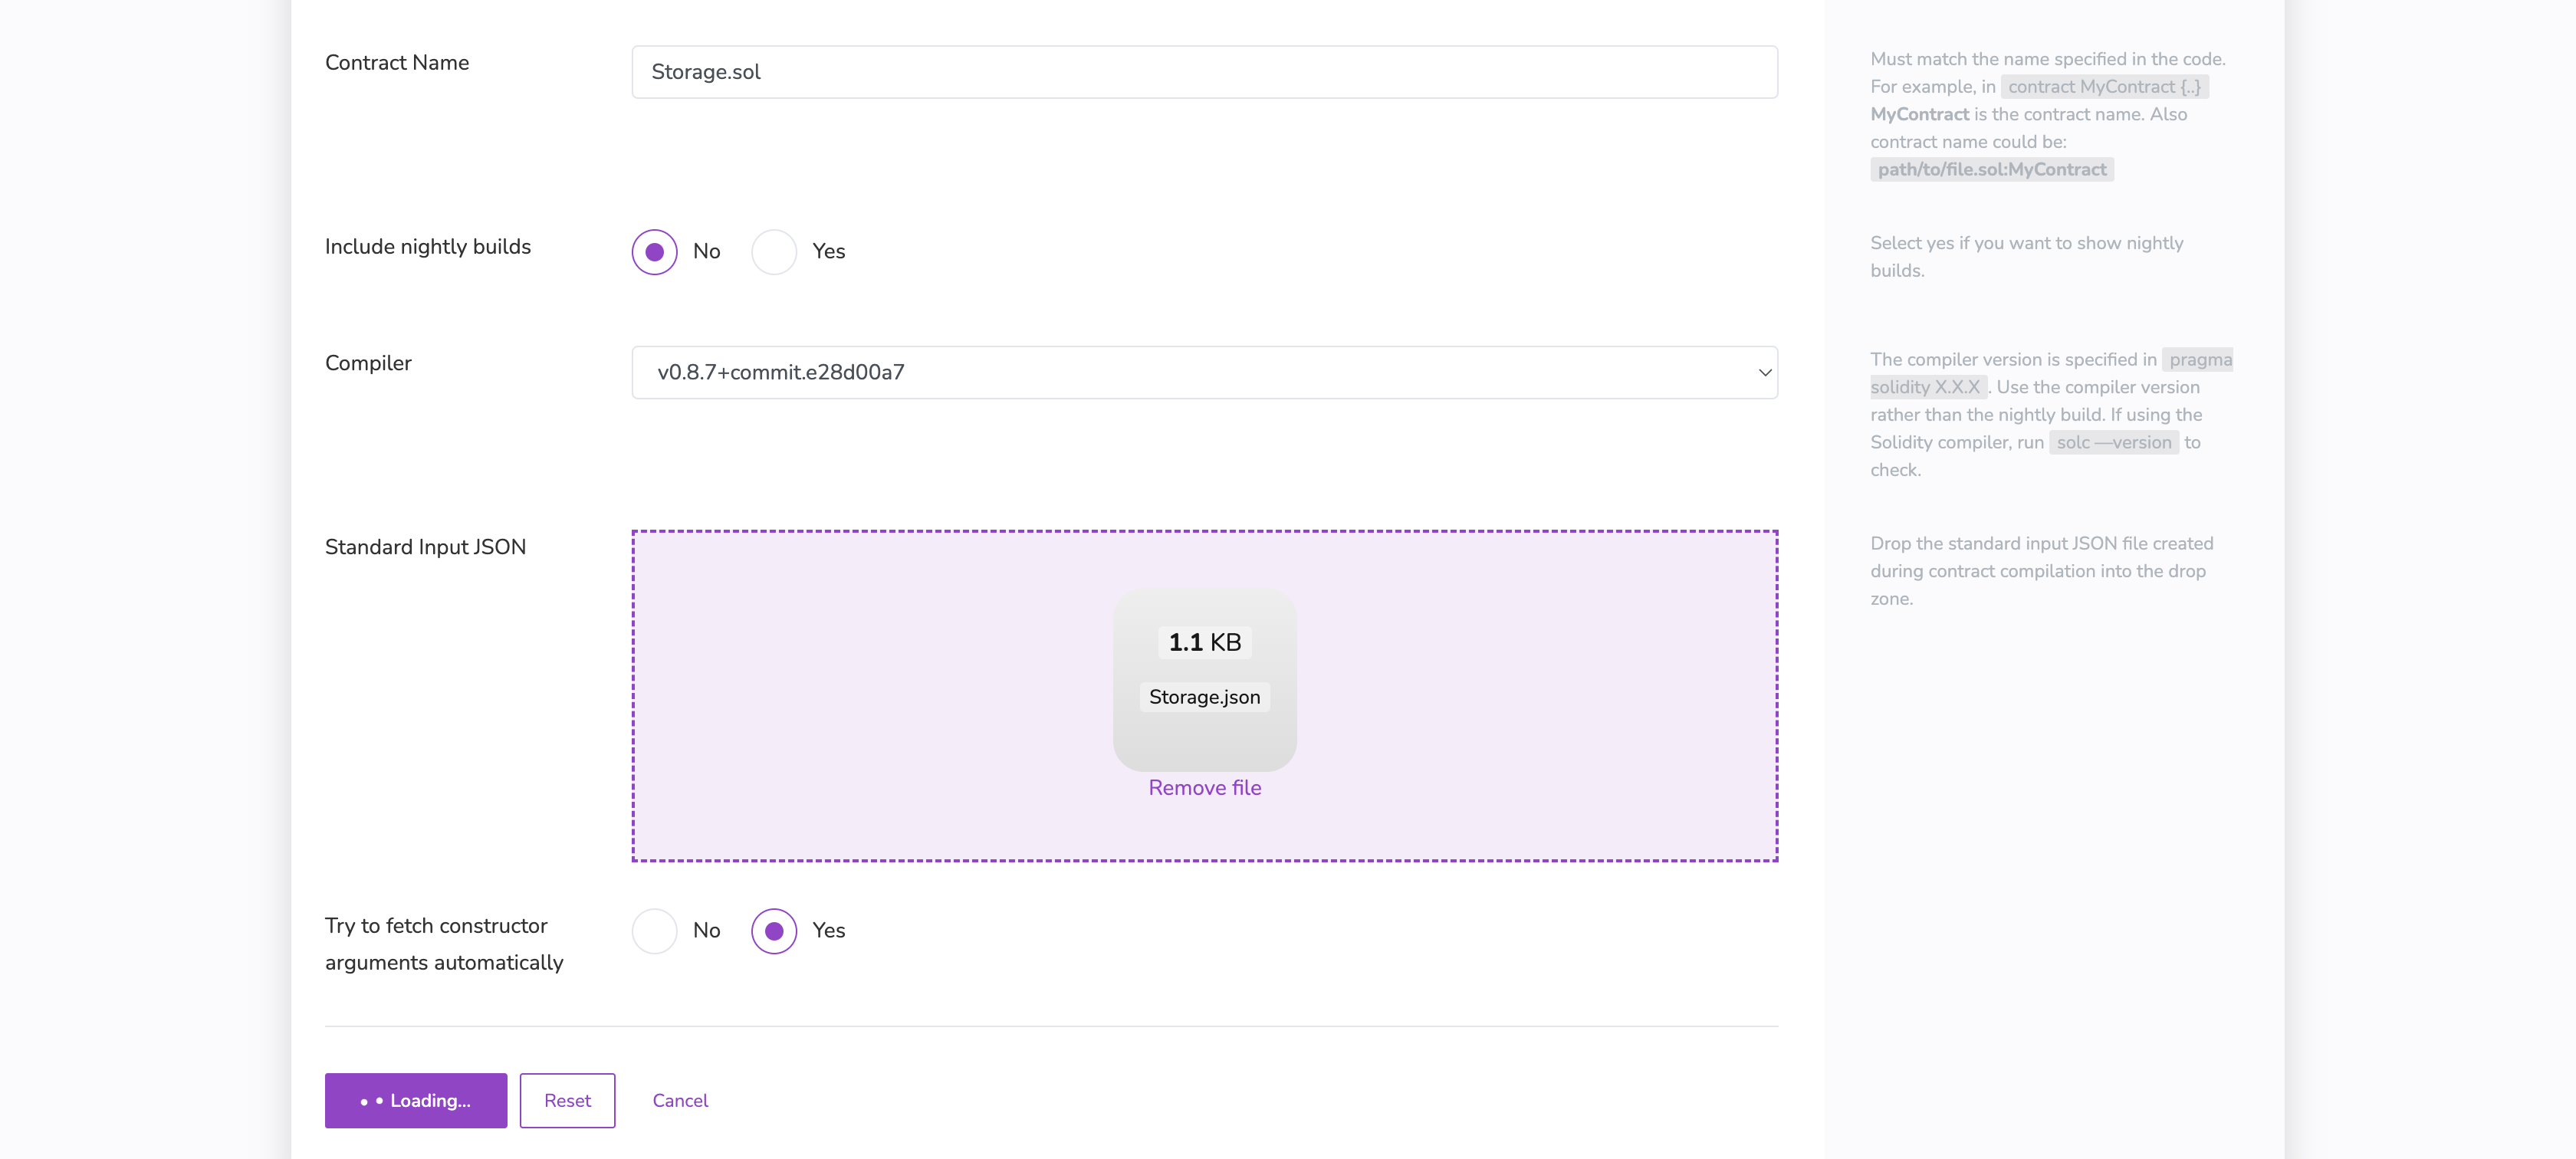 Contract Name
Storage.sol
Must match the name specified in the code.
For example, in contract MyContract {..}
MyContract is the contract name. Also
contract name could be:
path/to/file.sol:MyContract
Include nightly builds
No
Yes
Select yes if you want to show nightly
builds.
Compiler
v0.8.7+commit.e28d00a7
The compiler version is specified in pragma
solidity X.X.X . Use the compiler version
rather than the nightly build. If using the
Solidity compiler, run solc —version to
check.
Standard Input JSON
1.1 KB
Storage.json
Remove file
Drop the standard input JSON file created
during contract compilation into the drop
zone.
Try to fetch constructor
arguments automatically
No
Yes
Loading...
Reset
Cancel